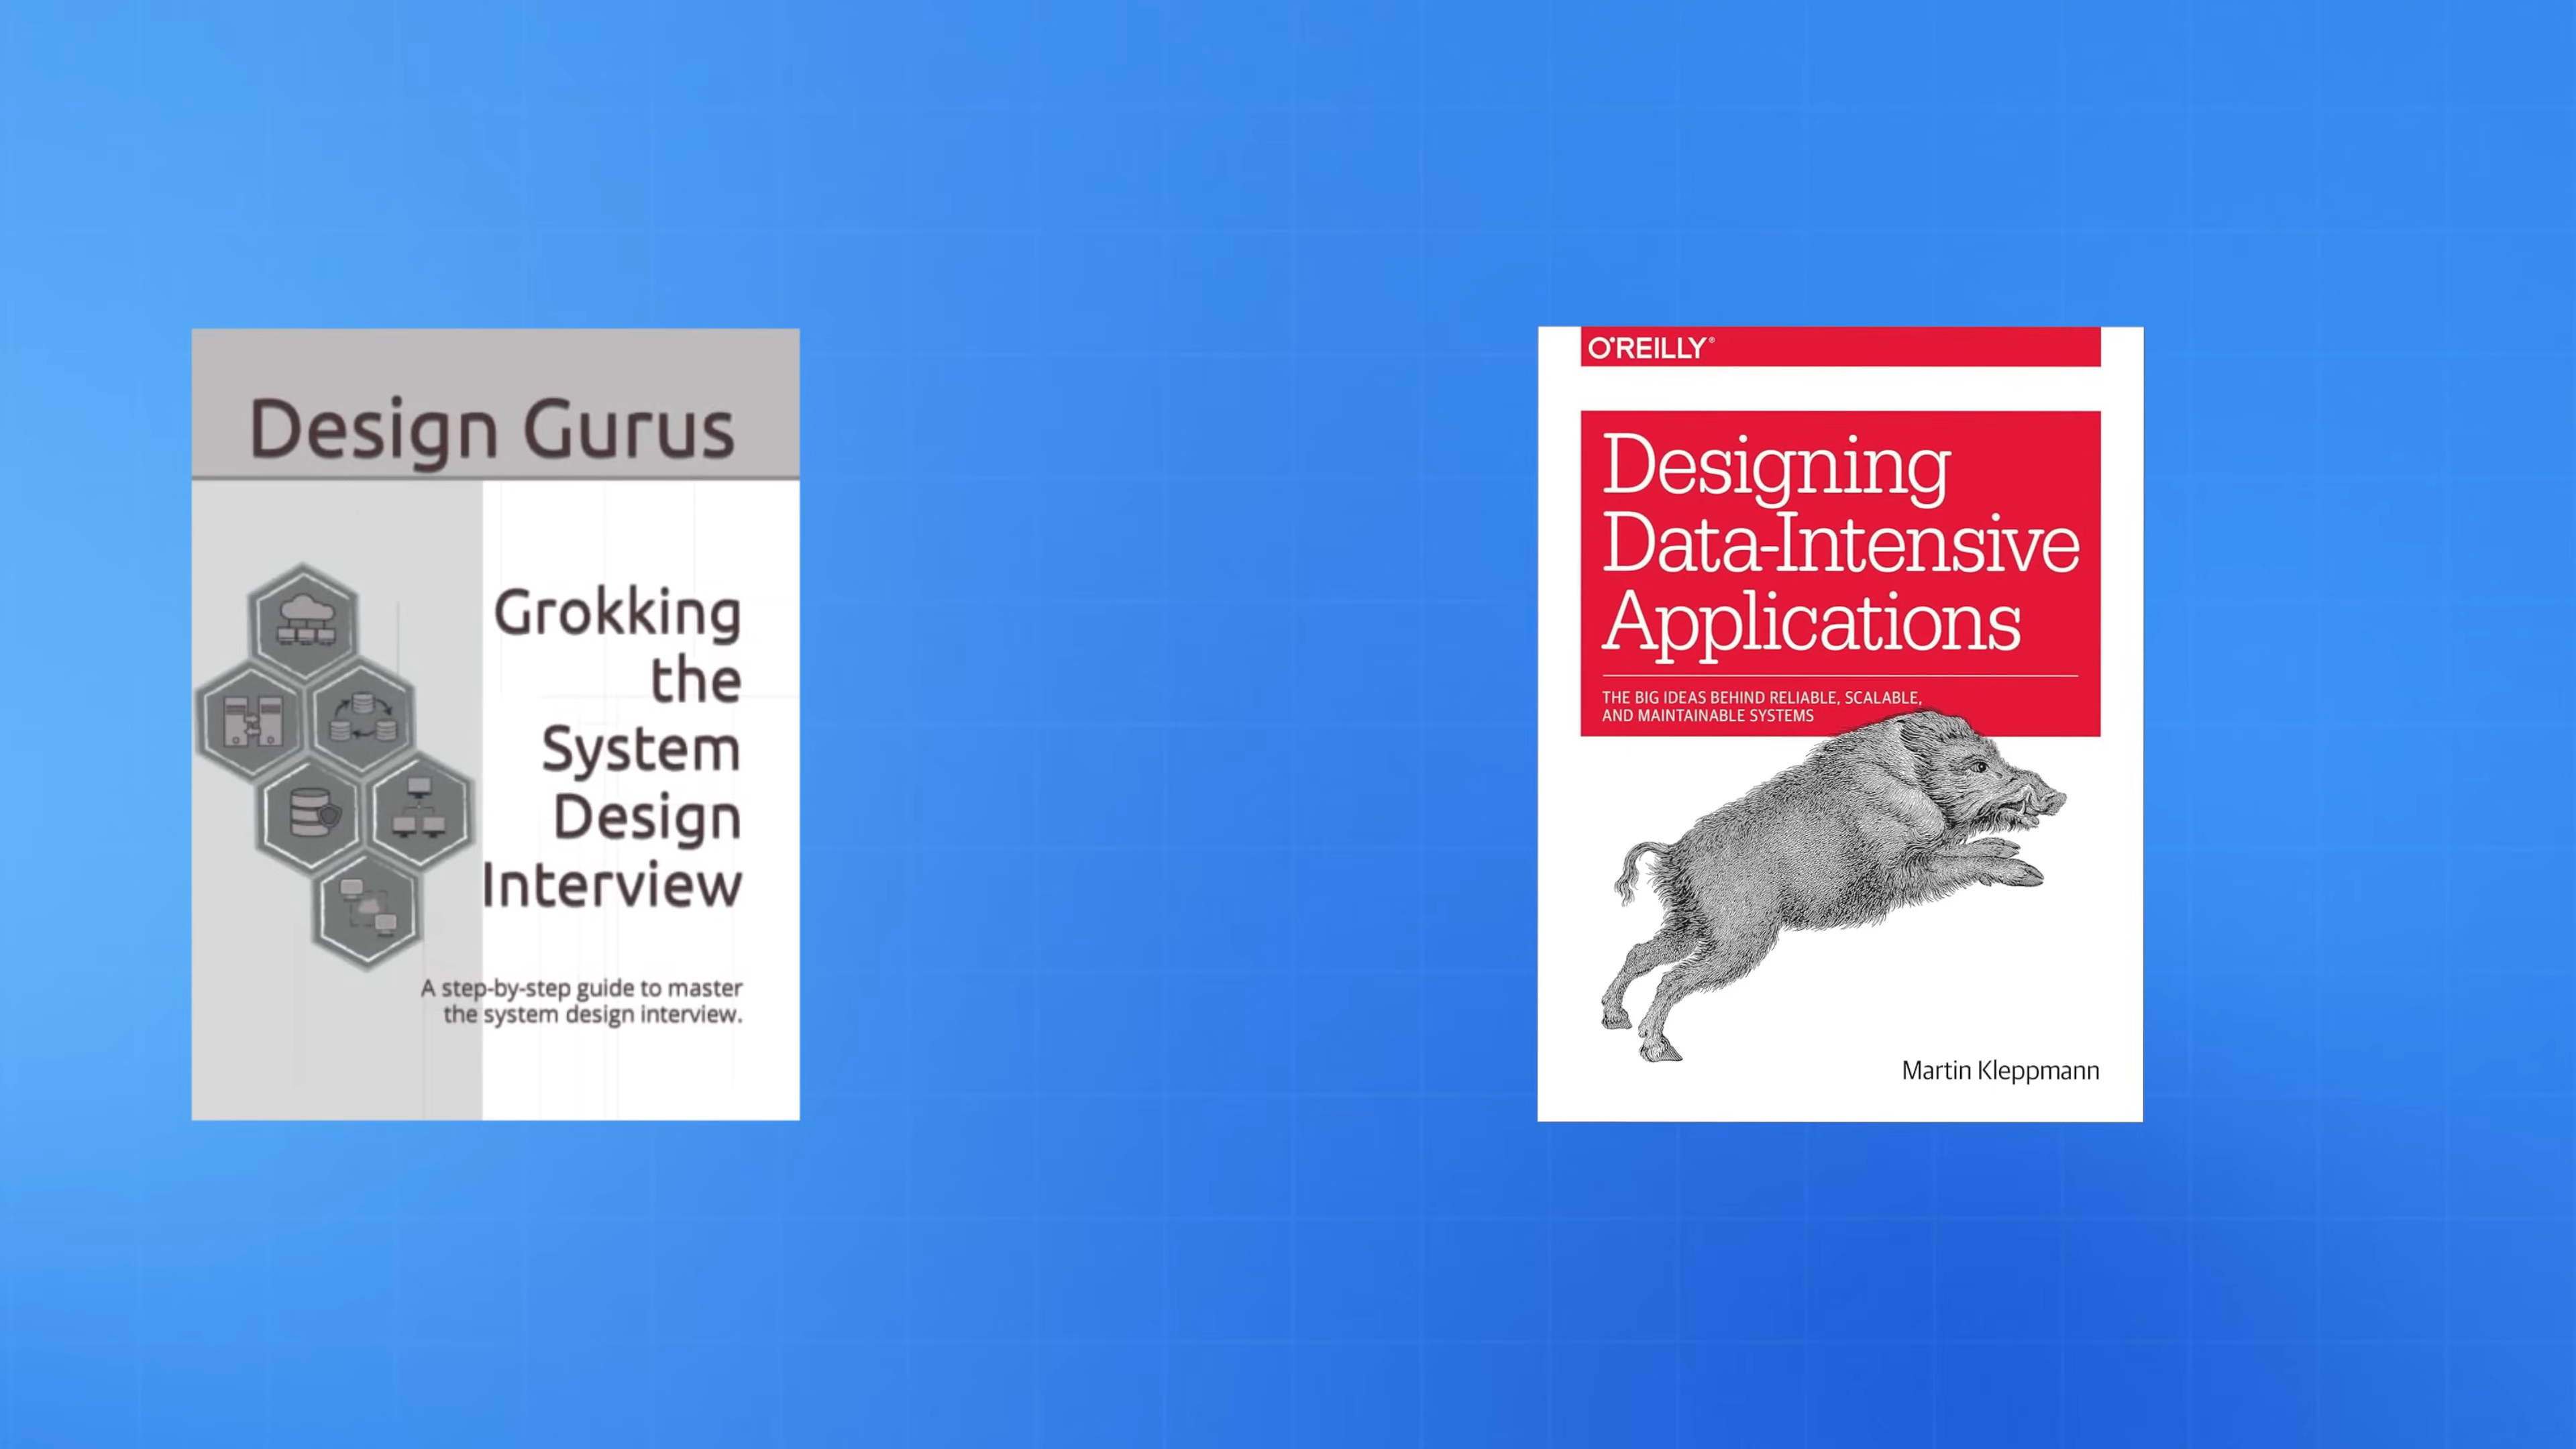 Design Gurus
Grokking
the
System
Design
Interview
A step-by-step guide to master
the system design interview.
O'REILLY®
Designing
Data-Intensive
Applications
THE BIG IDEAS BEHIND RELIABLE, SCALABLE,
AND MAINTAINABLE SYSTEMS
Martin Kleppmann